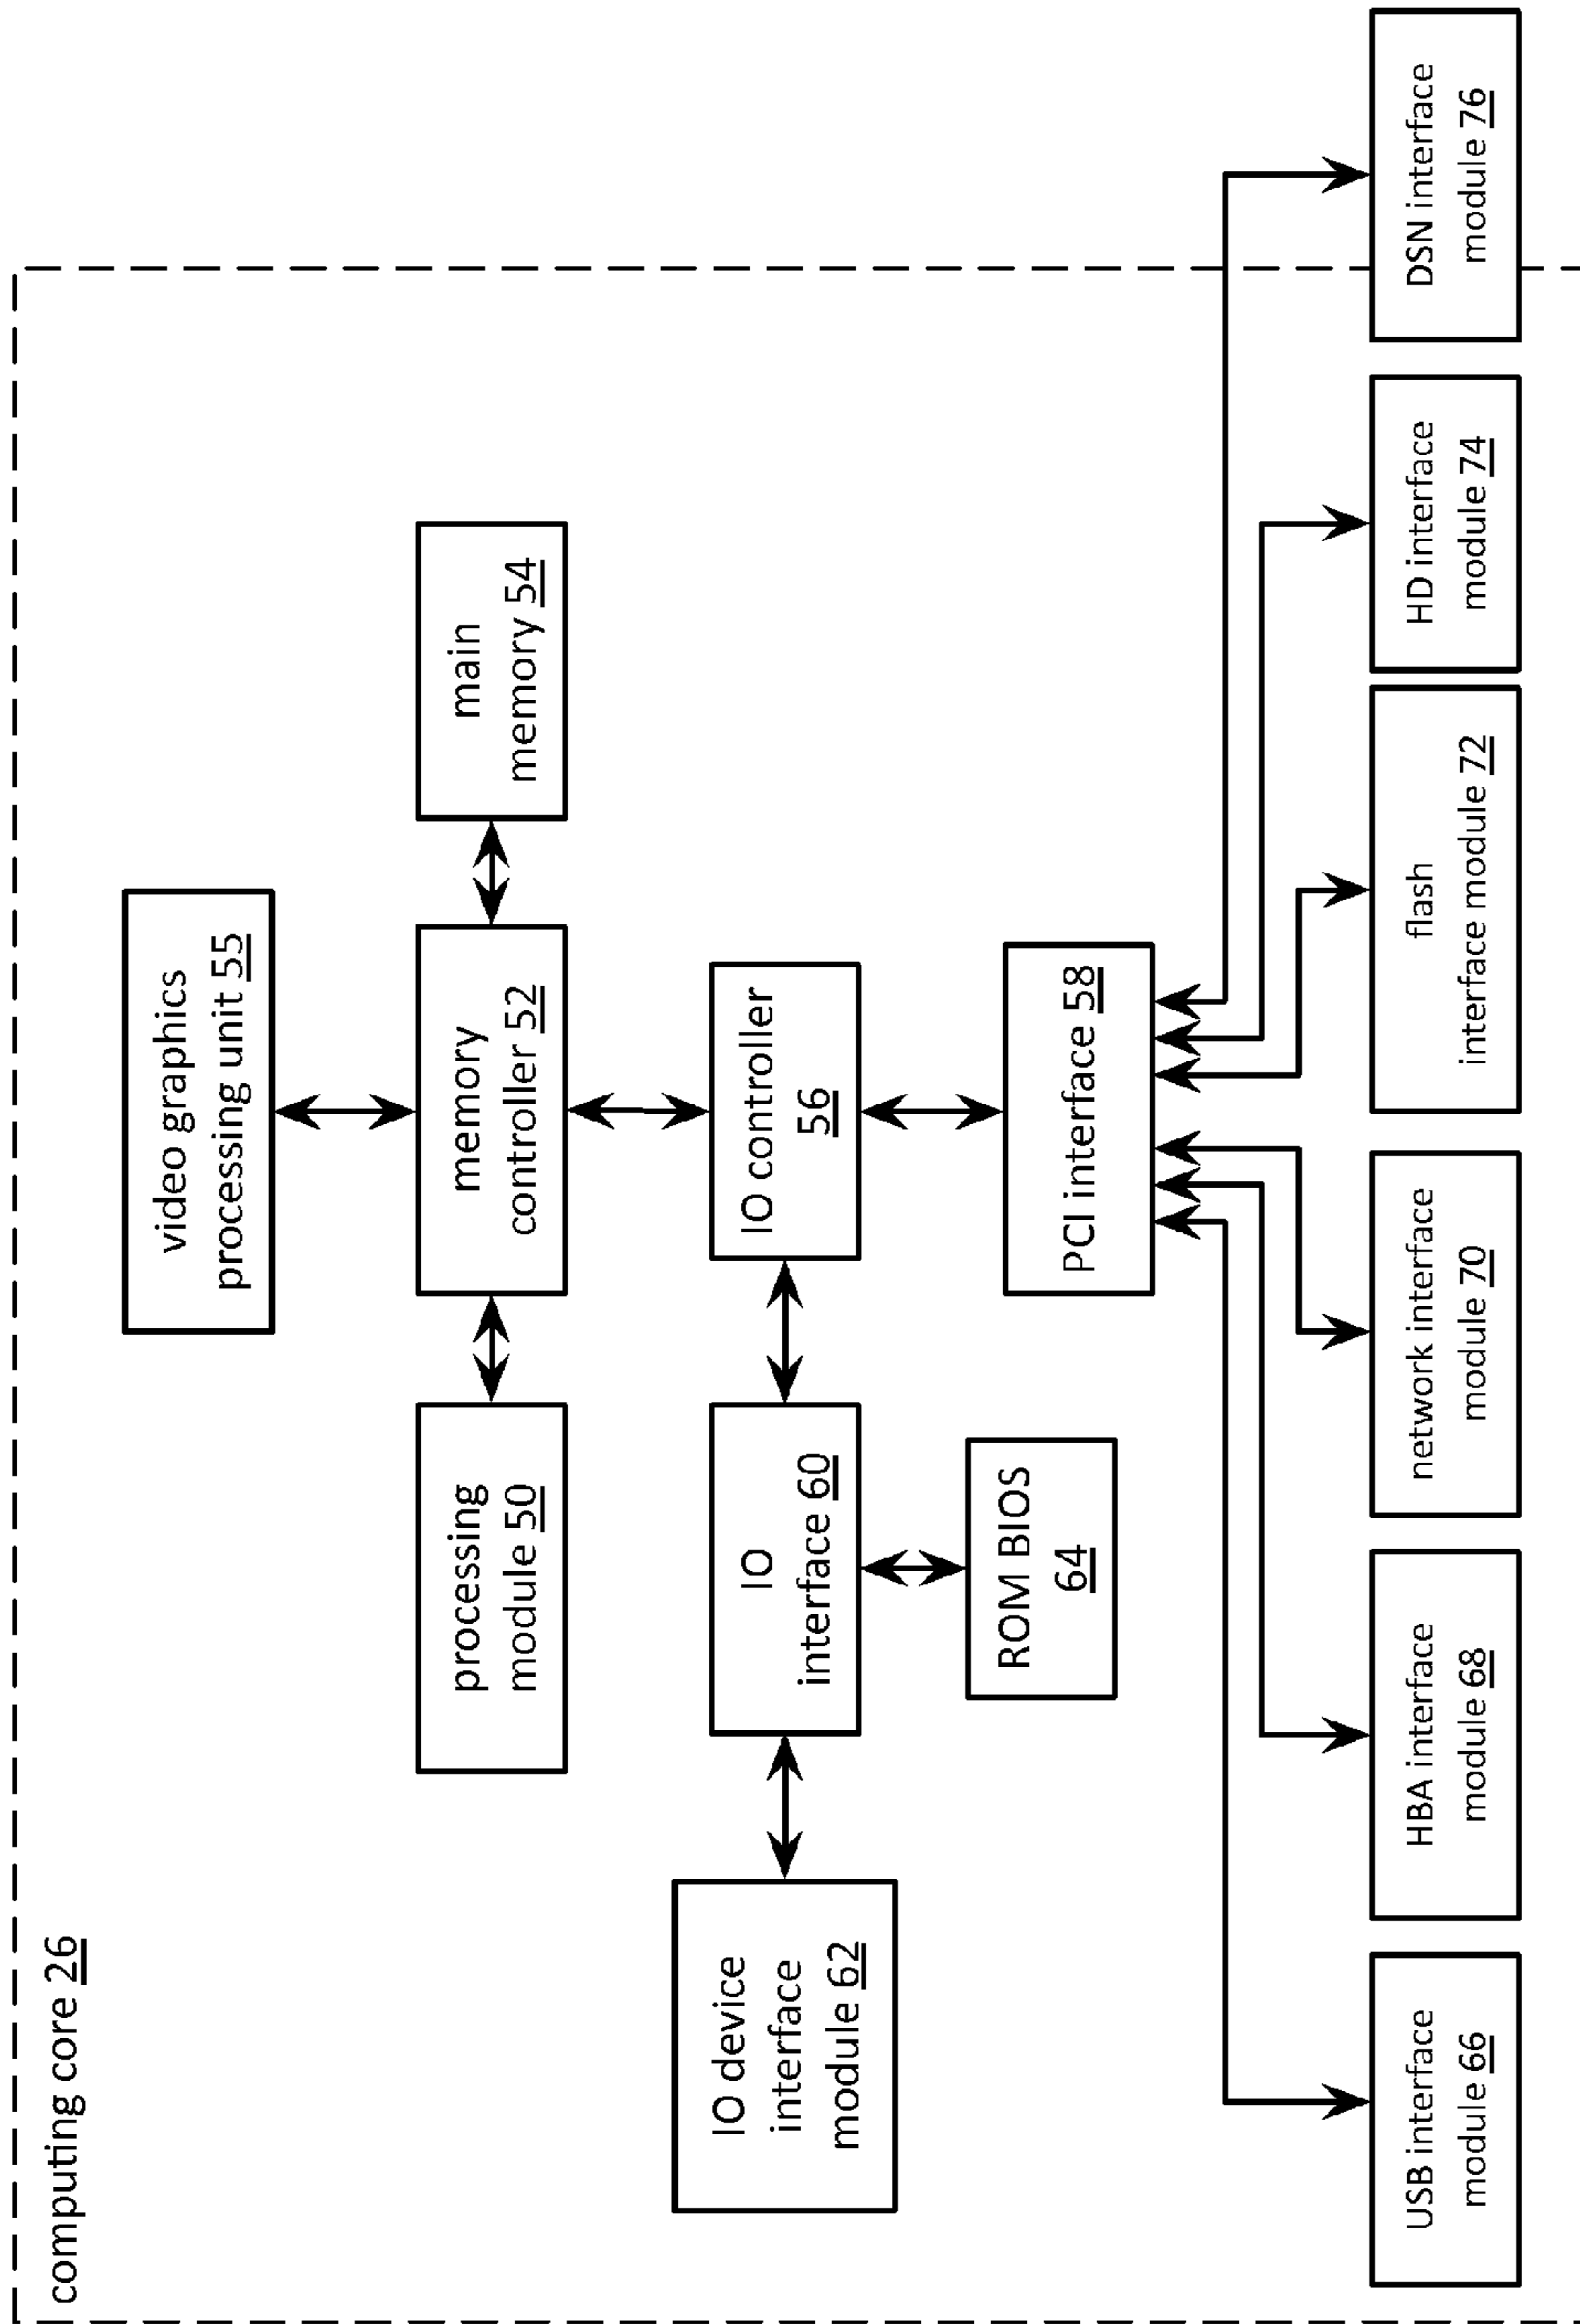 computing core 26
video graphics
processing unit 55
processing
module 50
memory
controller 52
main
memory 54
IO device
interface
module 62
IO
interface 60
IO controller
56
ROM BIOS
64
PCI interface 58
USB interface
module 66
HBA interface
module 68
network interface
module 70
flash
interface module 72
HD interface
module 74
DSN interface
module 76